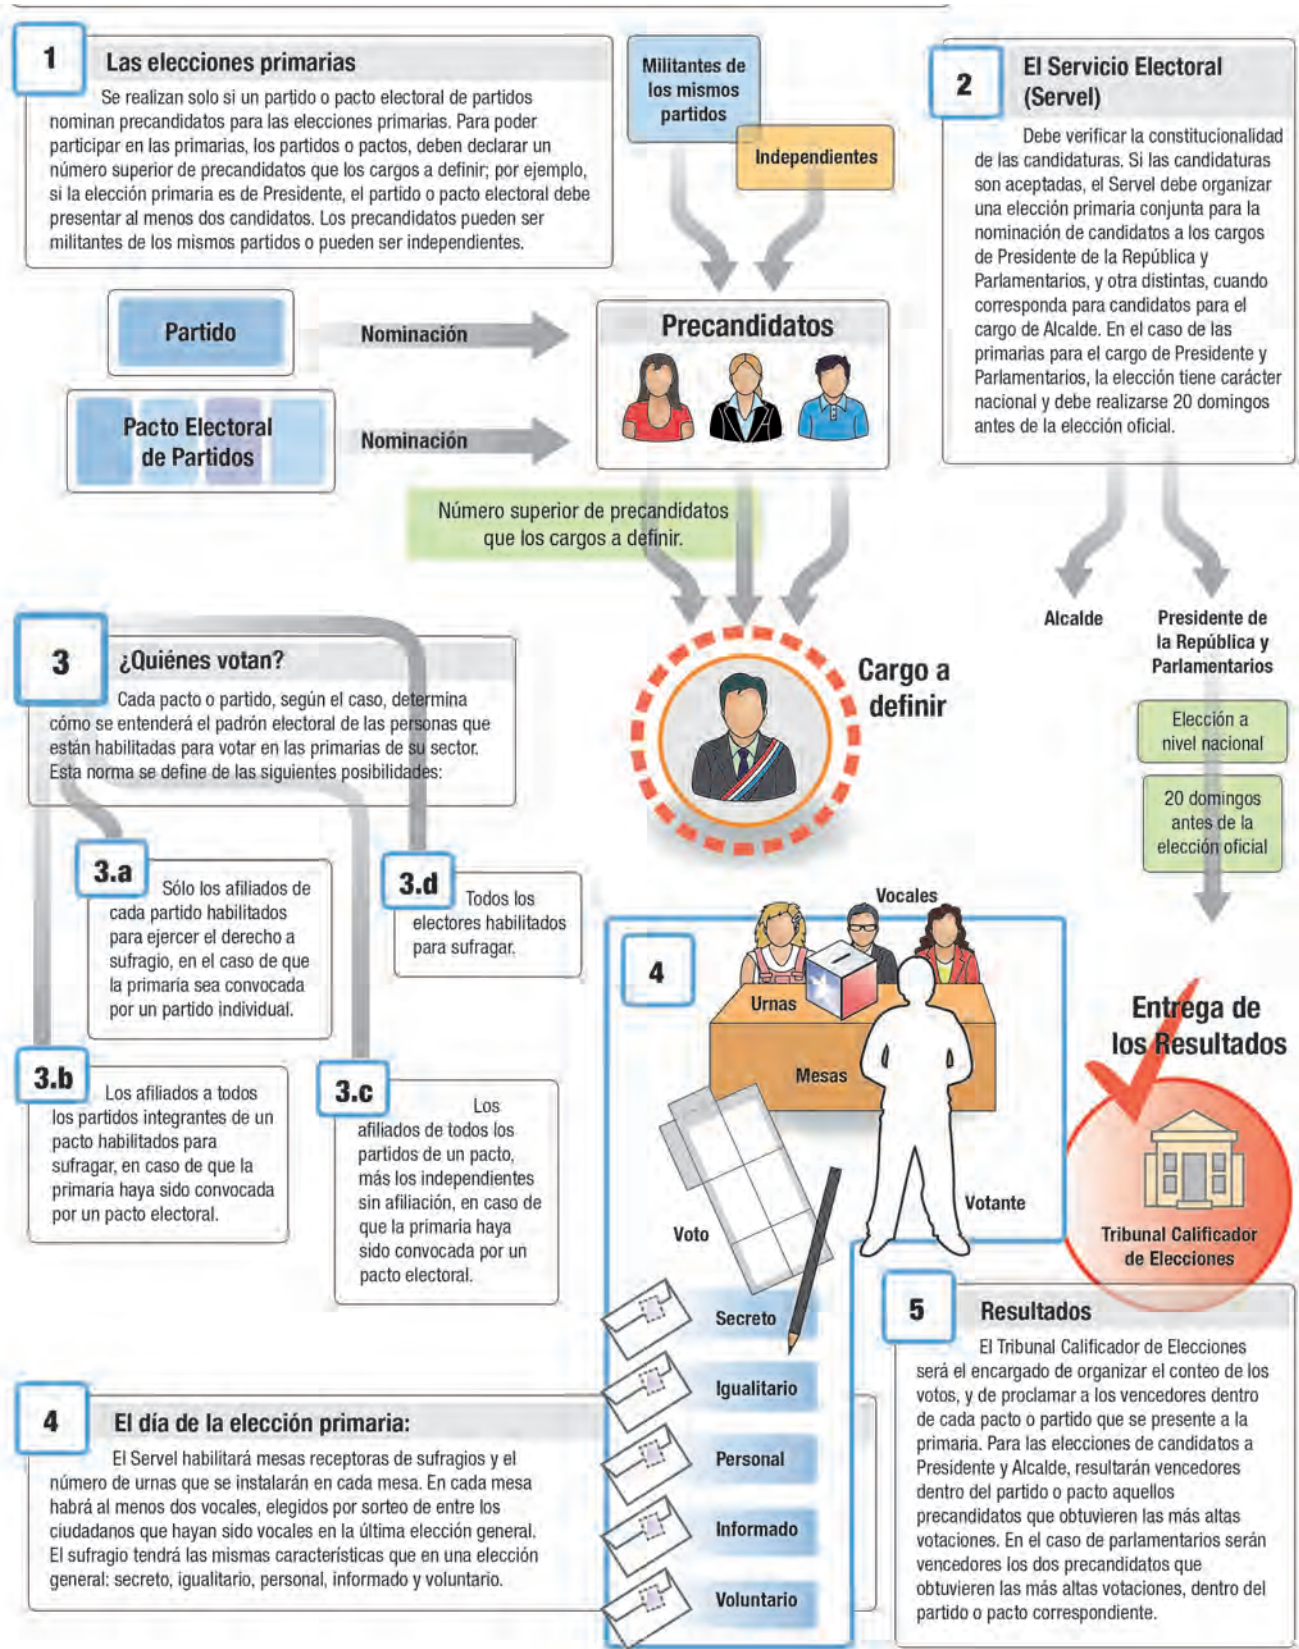 1
Las elecciones primarias
Se realizan solo si un partido o pacto electoral de partidos
nominan precandidatos para las elecciones primarias. Para poder
participar en las primarias, los partidos o pactos, deben declarar un
número superior de precandidatos que los cargos a definir; por ejemplo,
si la elección primaria es de Presidente, el partido o pacto electoral debe
presentar al menos dos candidatos. Los precandidatos pueden ser
militantes de los mismos partidos o pueden ser independientes.
Militantes de
los mismos
partidos
Independientes
2
El Servicio Electoral
(Servel)
Debe verificar la constitucionalidad
de las candidaturas. Si las candidaturas
son aceptadas, el Servel debe organizar
una elección primaria conjunta para la
nominación de candidatos a los cargos
de Presidente de la República y
Parlamentarios, y otra distintas, cuando
corresponda para candidatos para el
cargo de Alcalde. En el caso de las
primarias para el cargo de Presidente y
Parlamentarios, la elección tiene carácter
nacional y debe realizarse 20 domingos
antes de la elección oficial.
Partido
Nominación
Pacto Electoral
de Partidos
Nominación
Precandidatos
Número superior de precandidatos
que los cargos a definir.
Cargo a
definir
Alcalde
Presidente de
la República y
Parlamentarios
Elección a
nivel nacional
20 domingos
antes de la
elección oficial
3
¿Quiénes votan?
Cada pacto o partido, según el caso, determina
cómo se entenderá el padrón electoral de las personas que
están habilitadas para votar en las primarias de su sector.
Esta norma se define de las siguientes posibilidades:
3.a
Sólo los afiliados de
cada partido habilitados
para ejercer el derecho a
sufragio, en el caso de que
la primaria sea convocada
por un partido individual.
3.d
Todos los
electores habilitados
para sufragar.
3.b
Los afiliados a todos
los partidos integrantes de un
pacto habilitados para
sufragar, en caso de que la
primaria haya sido convocada
por un pacto electoral.
3.c
Los
afiliados de todos los
partidos de un pacto,
más los independientes
sin afiliación, en caso de
que la primaria haya
sido convocada por un
pacto electoral.
4
Vocales
Urnas
Mesas
Voto
Votante
Secreto
Igualitario
Personal
Informado
Voluntario
Entrega de
los Resultados
Tribunal Calificador
de Elecciones
4
El día de la elección primaria:
El Servel habilitará mesas receptoras de sufragios y el
número de urnas que se instalarán en cada mesa. En cada mesa
habrá al menos dos vocales, elegidos por sorteo de entre los
ciudadanos que hayan sido vocales en la última elección general.
El sufragio tendrá las mismas características que en una elección
general: secreto, igualitario, personal, informado y voluntario.
5
Resultados
El Tribunal Calificador de Elecciones
será el encargado de organizar el conteo de los
votos, y de proclamar a los vencedores dentro
de cada pacto o partido que se presente a la
primaria. Para las elecciones de candidatos a
Presidente y Alcalde, resultarán vencedores
dentro del partido o pacto aquellos
precandidatos que obtuvieren las más altas
votaciones. En el caso de parlamentarios serán
vencedores los dos precandidatos que
obtuvieren las más altas votaciones, dentro del
partido o pacto correspondiente.